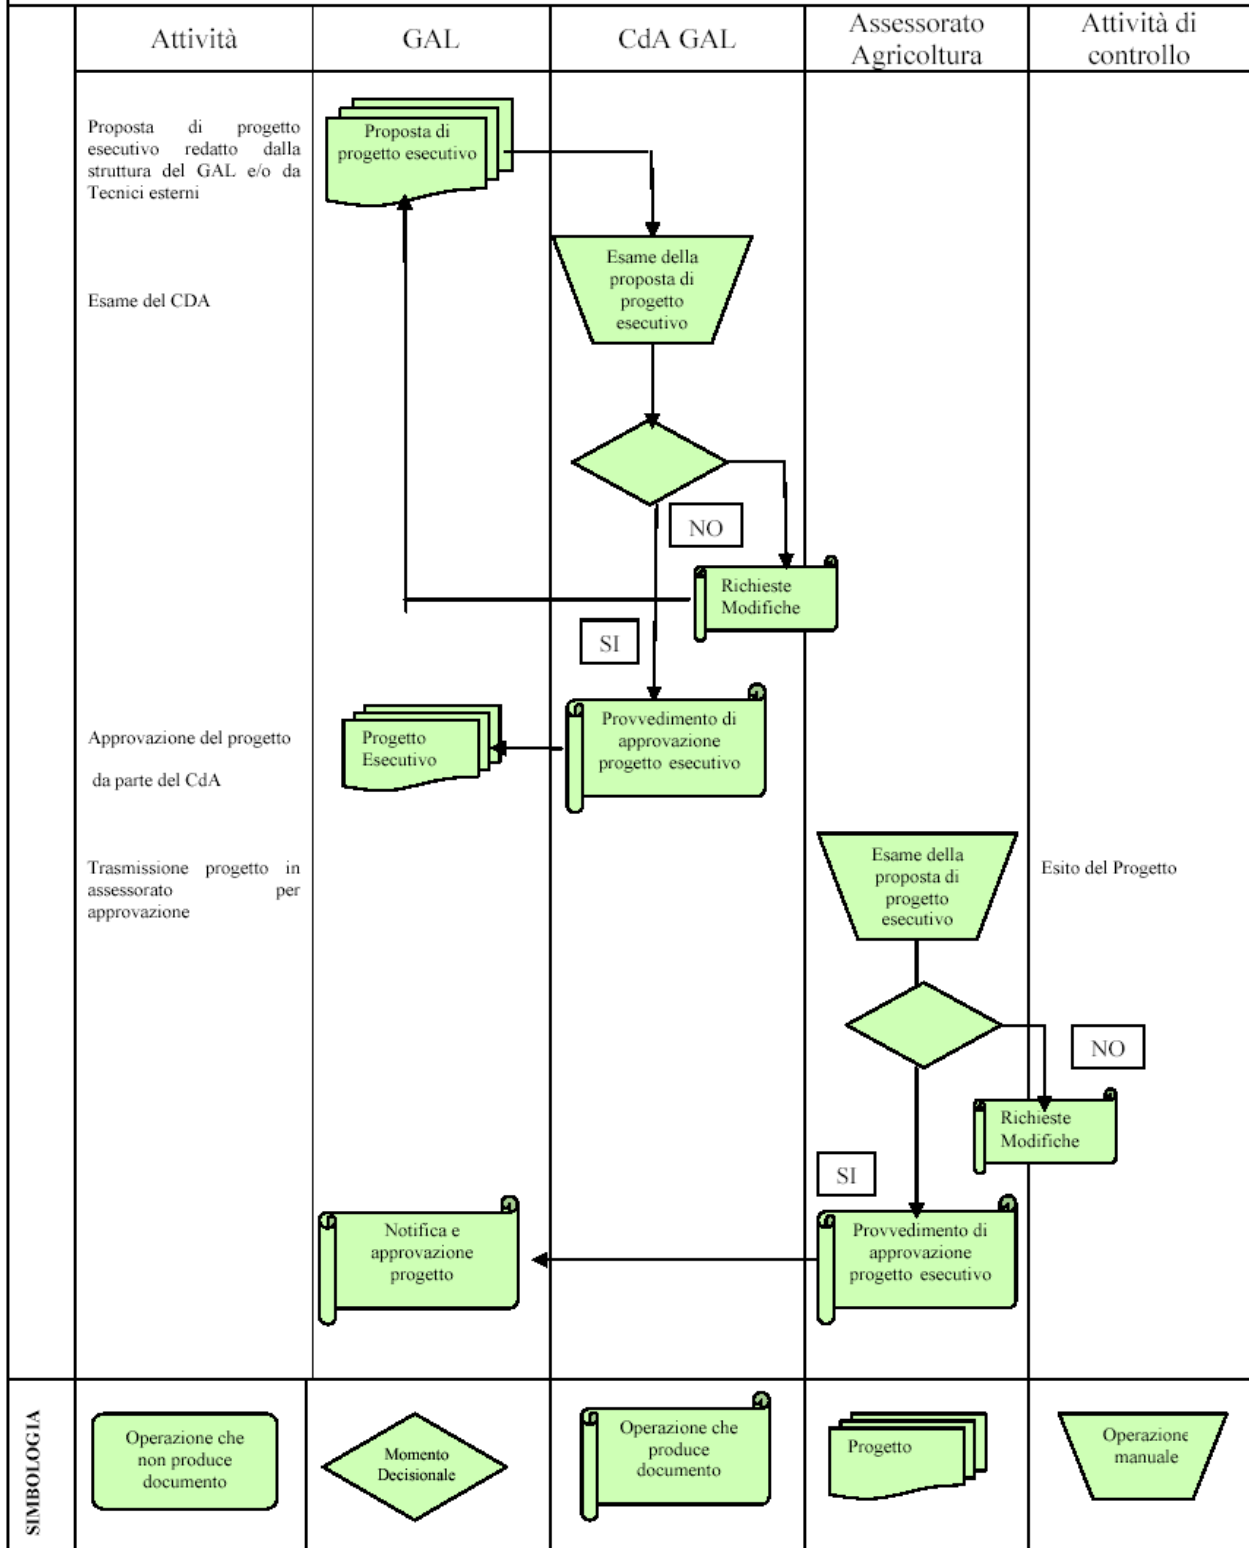 Attività
GAL
CdA GAL
Assessorato
Agricoltura
Attività di
controllo
Proposta di progetto
esecutivo redatto dalla
struttura del GAL e/o da
Tecnici esterni
Proposta di
progetto esecutivo
Esame del CDA
Esame della
proposta di
progetto
esecutivo
NO
Richieste
Modifiche
SI
Approvazione del progetto
da parte del CdA
Progetto
Esecutivo
Provvedimento di
approvazione
progetto esecutivo
Trasmissione progetto in
assessorato per
approvazione
Esame della
proposta di
progetto
esecutivo
Esito del Progetto
NO
Richieste
Modifiche
SI
Notifica e
approvazione
progetto
Provvedimento di
approvazione
progetto esecutivo
SIMBOLOGIA
Operazione che
non produce
documento
Momento
Decisionale
Operazione che
produce
documento
Progetto
Operazione
manuale